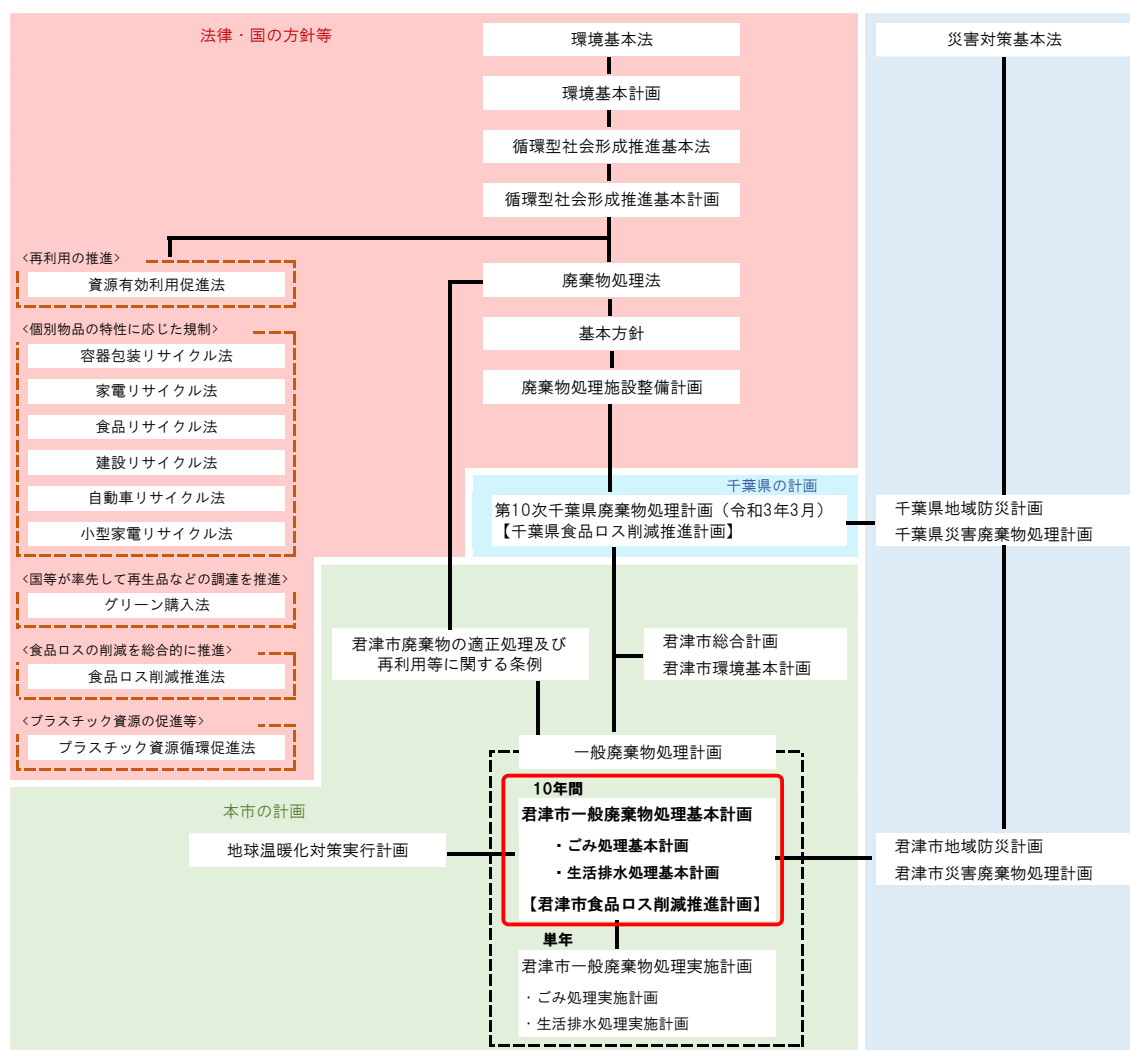 法律・国の方針等
環境基本法
環境基本計画
循環型社会形成推進基本法
循環型社会形成推進基本計画
<再利用の推進>
資源有効利用促進法
<個別物品の特性に応じた規制>
容器包装リサイクル法
家電リサイクル法
食品リサイクル法
建設リサイクル法
自動車リサイクル法
小型家電リサイクル法
<国等が率先して再生品などの調達を推進>
グリーン購入法
<食品ロスの削減を総合的に推進>
食品ロス削減推進法
<プラスチック資源の促進等>
プラスチック資源循環促進法
廃棄物処理法
基本方針
廃棄物処理施設整備計画
千葉県の計画
第10次千葉県廃棄物処理計画(令和3年3月)
【千葉県食品ロス削減推進計画】
災害対策基本法
千葉県地域防災計画
千葉県災害廃棄物処理計画
君津市廃棄物の適正処理及び
再利用等に関する条例
君津市総合計画
君津市環境基本計画
一般廃棄物処理計画
本市の計画
地球温暖化対策実行計画
10年間
君津市一般廃棄物処理基本計画
・ごみ処理基本計画
・生活排水処理基本計画
【君津市食品ロス削減推進計画】
君津市地域防災計画
君津市災害廃棄物処理計画
単年
君津市一般廃棄物処理実施計画
・ごみ処理実施計画
・生活排水処理実施計画